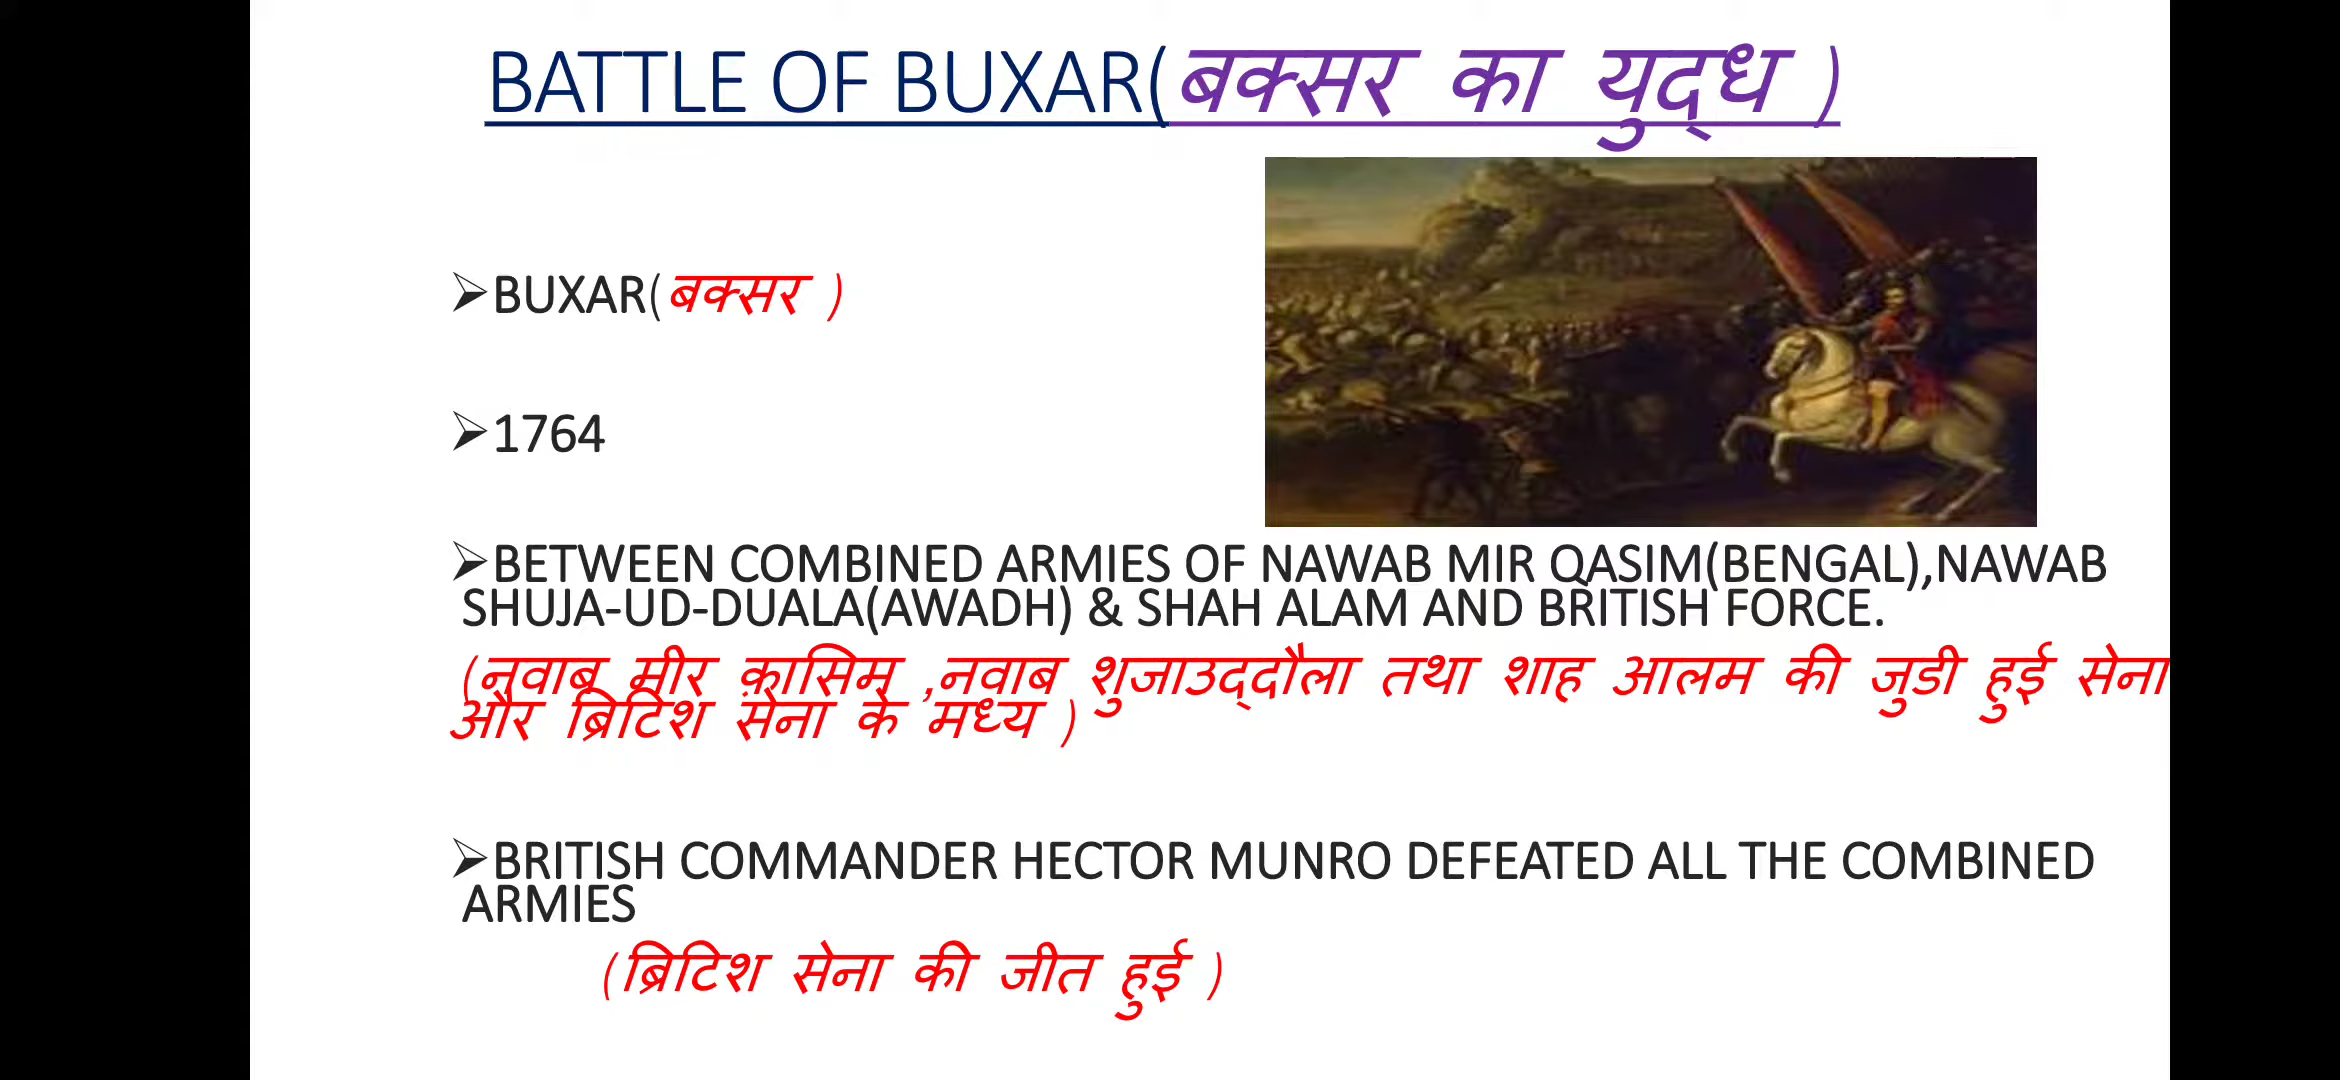 BATTLE OF BUXAR(बक्सर का युद्ध )
➢BUXAR(बक्सर )
➢1764
➢BETWEEN COMBINED ARMIES OF NAWAB MIR QASIM(BENGAL),NAWAB
SHUJA-UD-DUALA(AWADH) & SHAH ALAM AND BRITISH FORCE.
(नवाब मीर क़ासिम ,नवाब शुजाउद्दौला तथा शाह आलम की जुडी हुई सेना
और ब्रिटिश सेना के मध्य )
➢BRITISH COMMANDER HECTOR MUNRO DEFEATED ALL THE COMBINED
ARMIES
(ब्रिटिश सेना की जीत हुई )